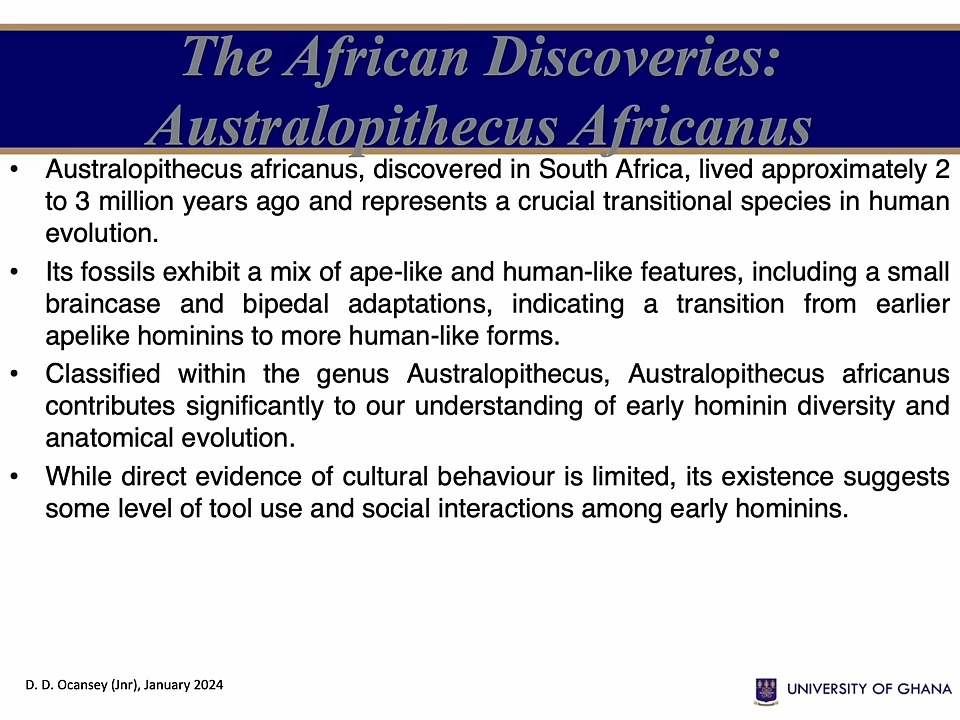 The African Discoveries:
Australopithecus Africanus
• Australopithecus africanus, discovered in South Africa, lived approximately 2
to 3 million years ago and represents a crucial transitional species in human
evolution.
• Its fossils exhibit a mix of ape-like and human-like features, including a small
braincase and bipedal adaptations, indicating a transition from earlier
apelike hominins to more human-like forms.
• Classified within the genus Australopithecus, Australopithecus africanus
contributes significantly to our understanding of early hominin diversity and
anatomical evolution.
• While direct evidence of cultural behaviour is limited, its existence suggests
some level of tool use and social interactions among early hominins.
D. D. Ocansey (Jnr), January 2024
UNIVERSITY OF GHANA